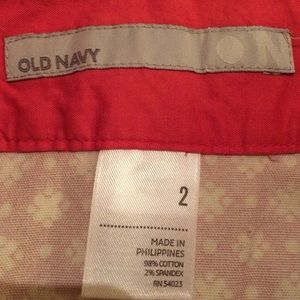 OLD NAVY ON
2
MADE IN
PHILIPPINES
98% COTTON
2% SPANDEX
RN 54023